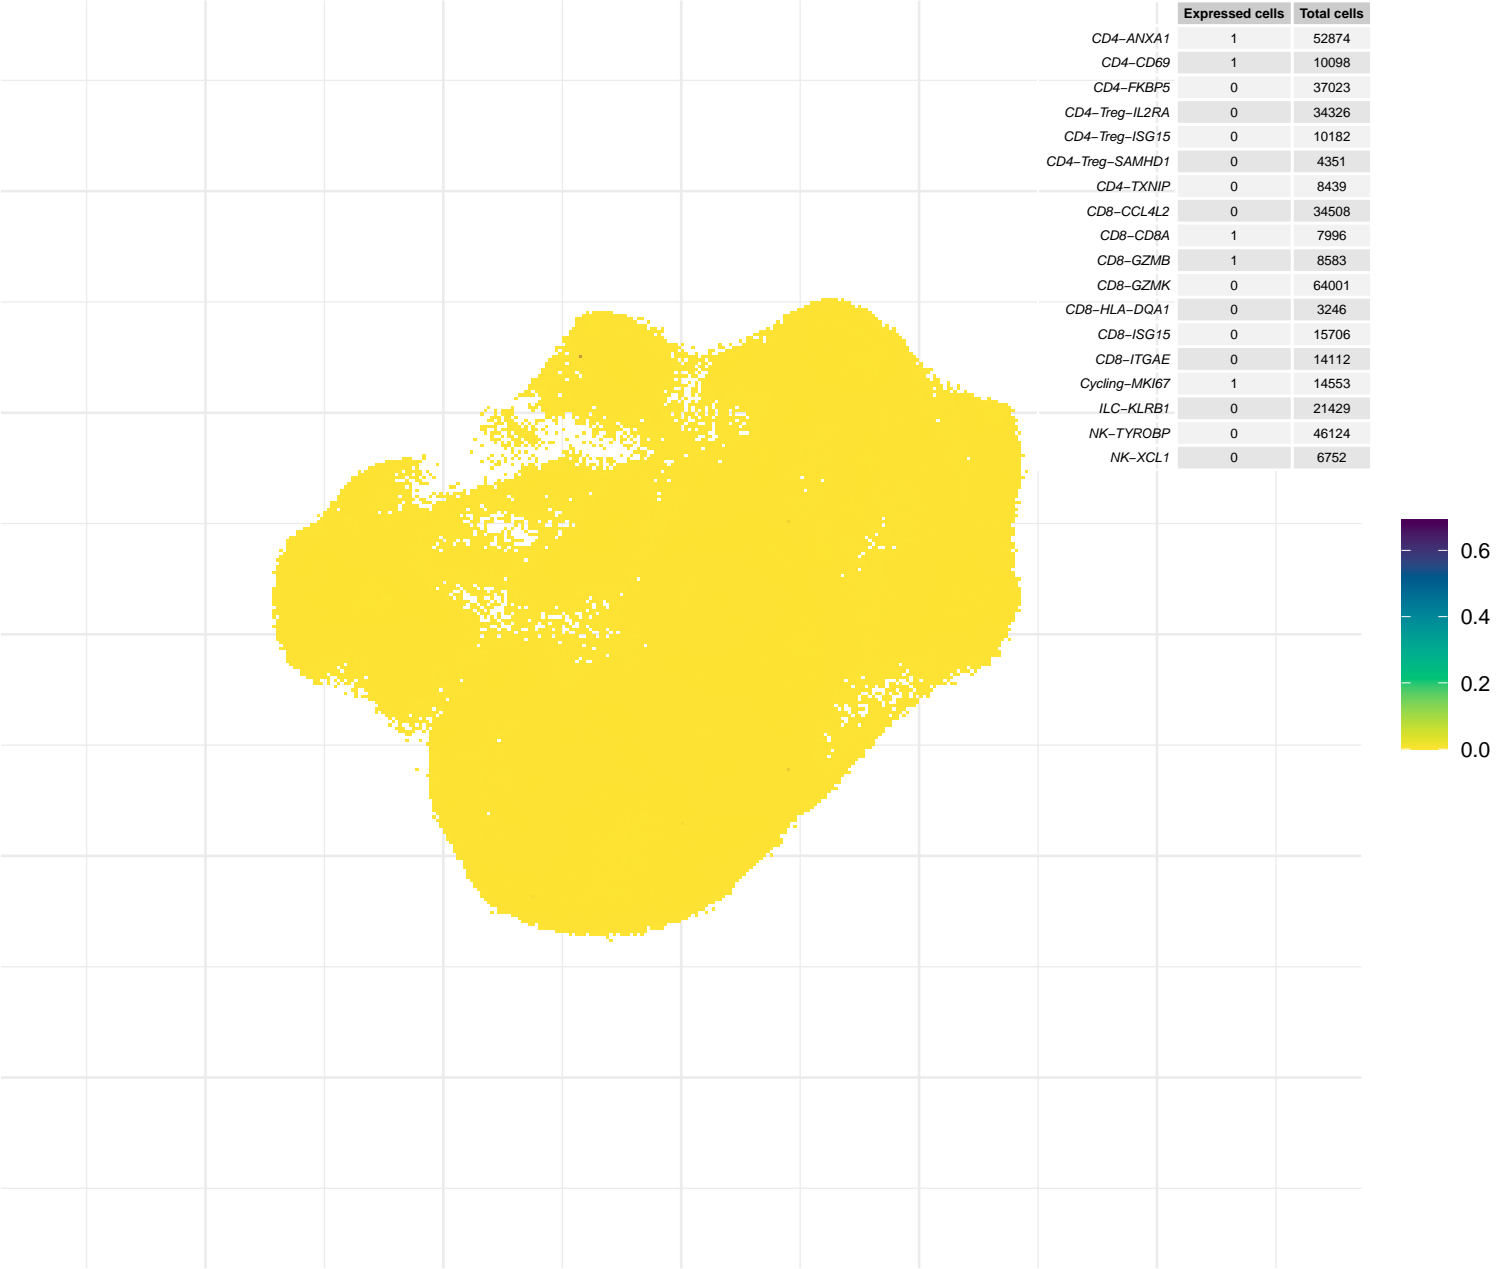 Expressed cells Total cells
CD4−ANXA1 1 52874
CD4−CD69 1 10098
CD4−FKBP5 0 37023
CD4−Treg−IL2RA 0 34326
CD4−Treg−ISG15 0 10182
CD4−Treg−SAMHD1 0 4351
CD4−TXNIP 0 8439
CD8−CCL4L2 0 34508
CD8−CD8A 1 7996
CD8−GZMB 1 8583
CD8−GZMK 0 64001
CD8−HLA−DQA1 0 3246
CD8−ISG15 0 15706
CD8−ITGAE 0 14112
Cycling−MKI67 1 14553
ILC−KLRB1 0 21429
NK−TYROBP 0 46124
NK−XCL1 0 6752
0.6
0.4
0.2
0.0